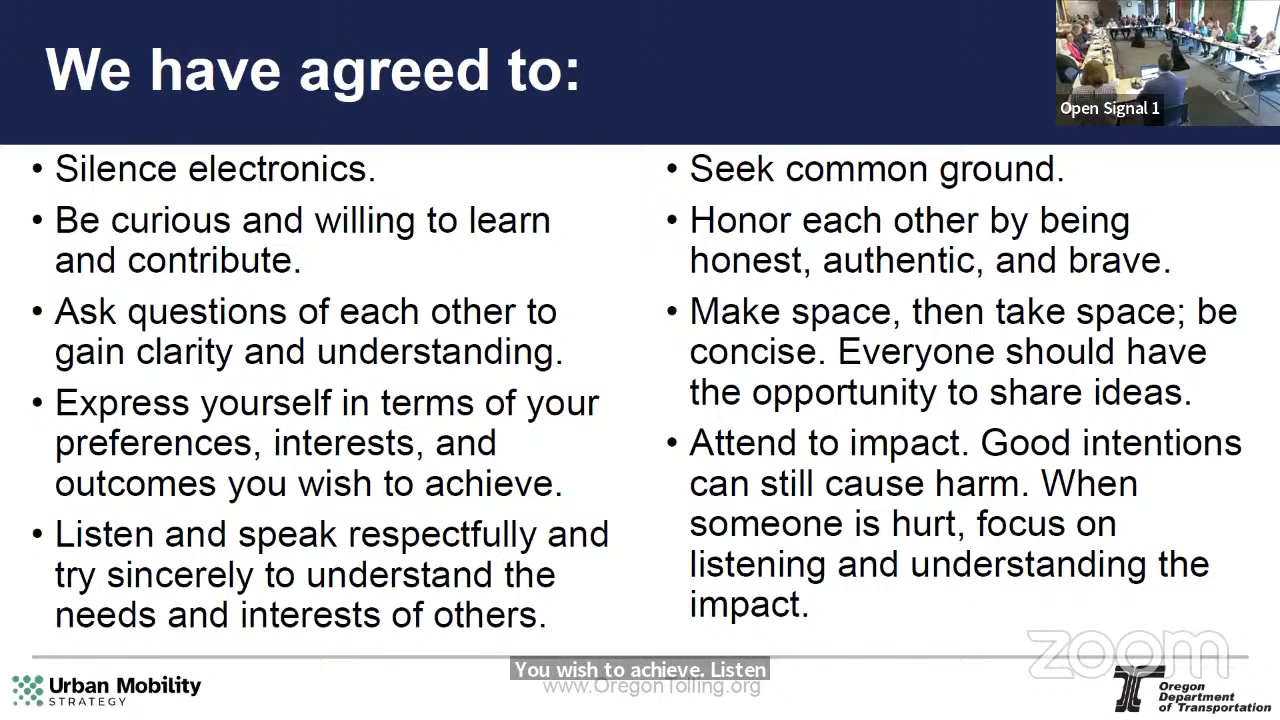 We have agreed to:
Open Signal 1
• Silence electronics.
• Be curious and willing to learn
and contribute.
• Ask questions of each other to
gain clarity and understanding.
• Express yourself in terms of your
preferences, interests, and
outcomes you wish to achieve.
• Listen and speak respectfully and
try sincerely to understand the
needs and interests of others.
• Seek common ground.
• Honor each other by being
honest, authentic, and brave.
• Make space, then take space; be
concise. Everyone should have
the opportunity to share ideas.
• Attend to impact. Good intentions
can still cause harm. When
someone is hurt, focus on
listening and understanding the
impact.
zoom
You wish to achieve. Listen
www.OregonTolling.org
Urban Mobility
STRATEGY
Oregon
Department
of Transportation